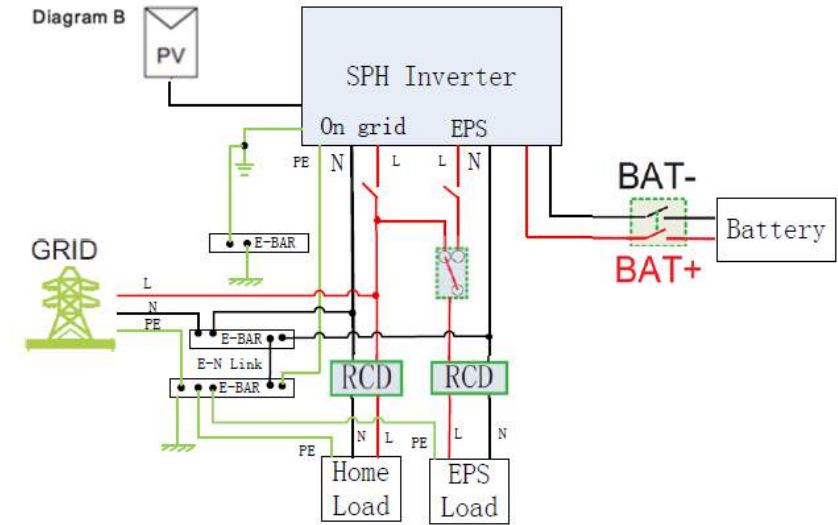 Diagram B
PV
SPH Inverter
On grid
EPS
PE
N
L
L
N
BAT-
Battery
BAT+
E-BAR
GRID
L
N
PE
E-BAR
E-N Link
E-BAR
RCD
RCD
PE
N
L
PE
L
N
Home
Load
EPS
Load